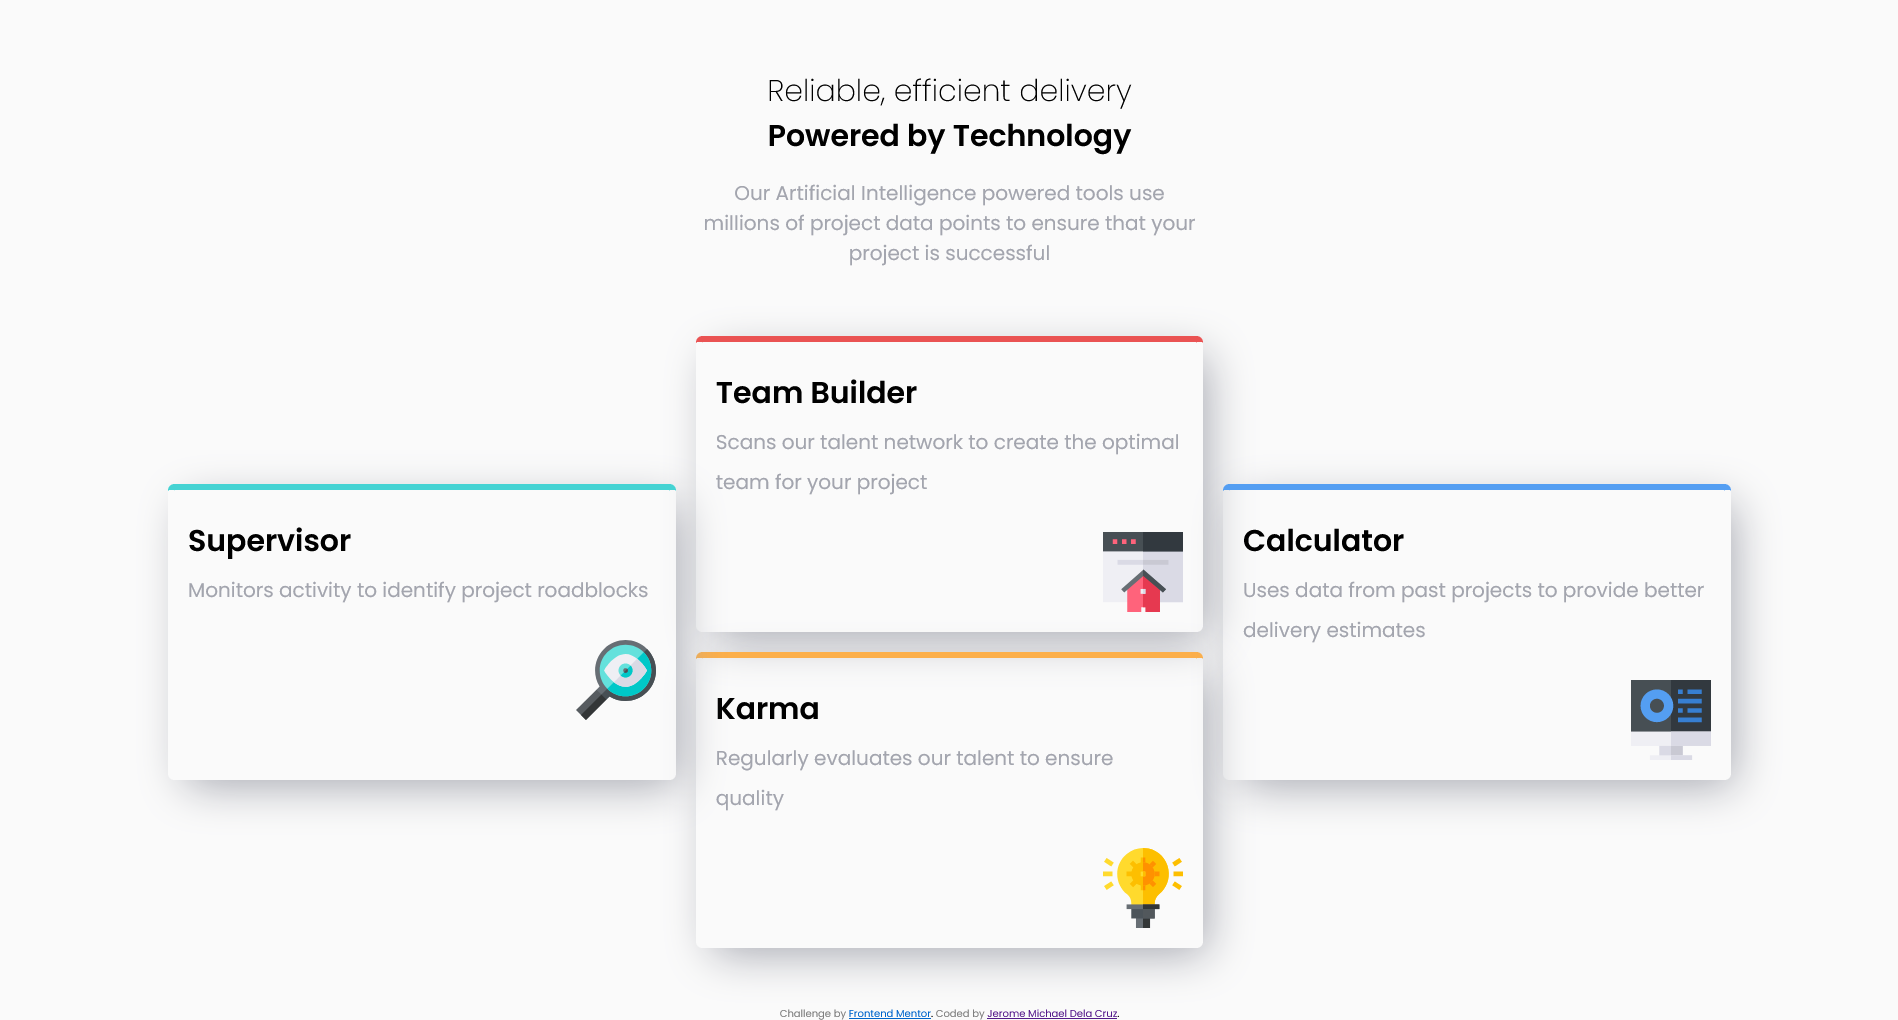 Reliable, efficient delivery
Powered by Technology
Our Artificial Intelligence powered tools use
millions of project data points to ensure that your
project is successful
Team Builder
Scans our talent network to create the optimal
team for your project
Supervisor
Monitors activity to identify project roadblocks
Calculator
Uses data from past projects to provide better
delivery estimates
Karma
Regularly evaluates our talent to ensure
quality
Challenge by Frontend Mentor. Coded by Jerome Michael Dela Cruz.